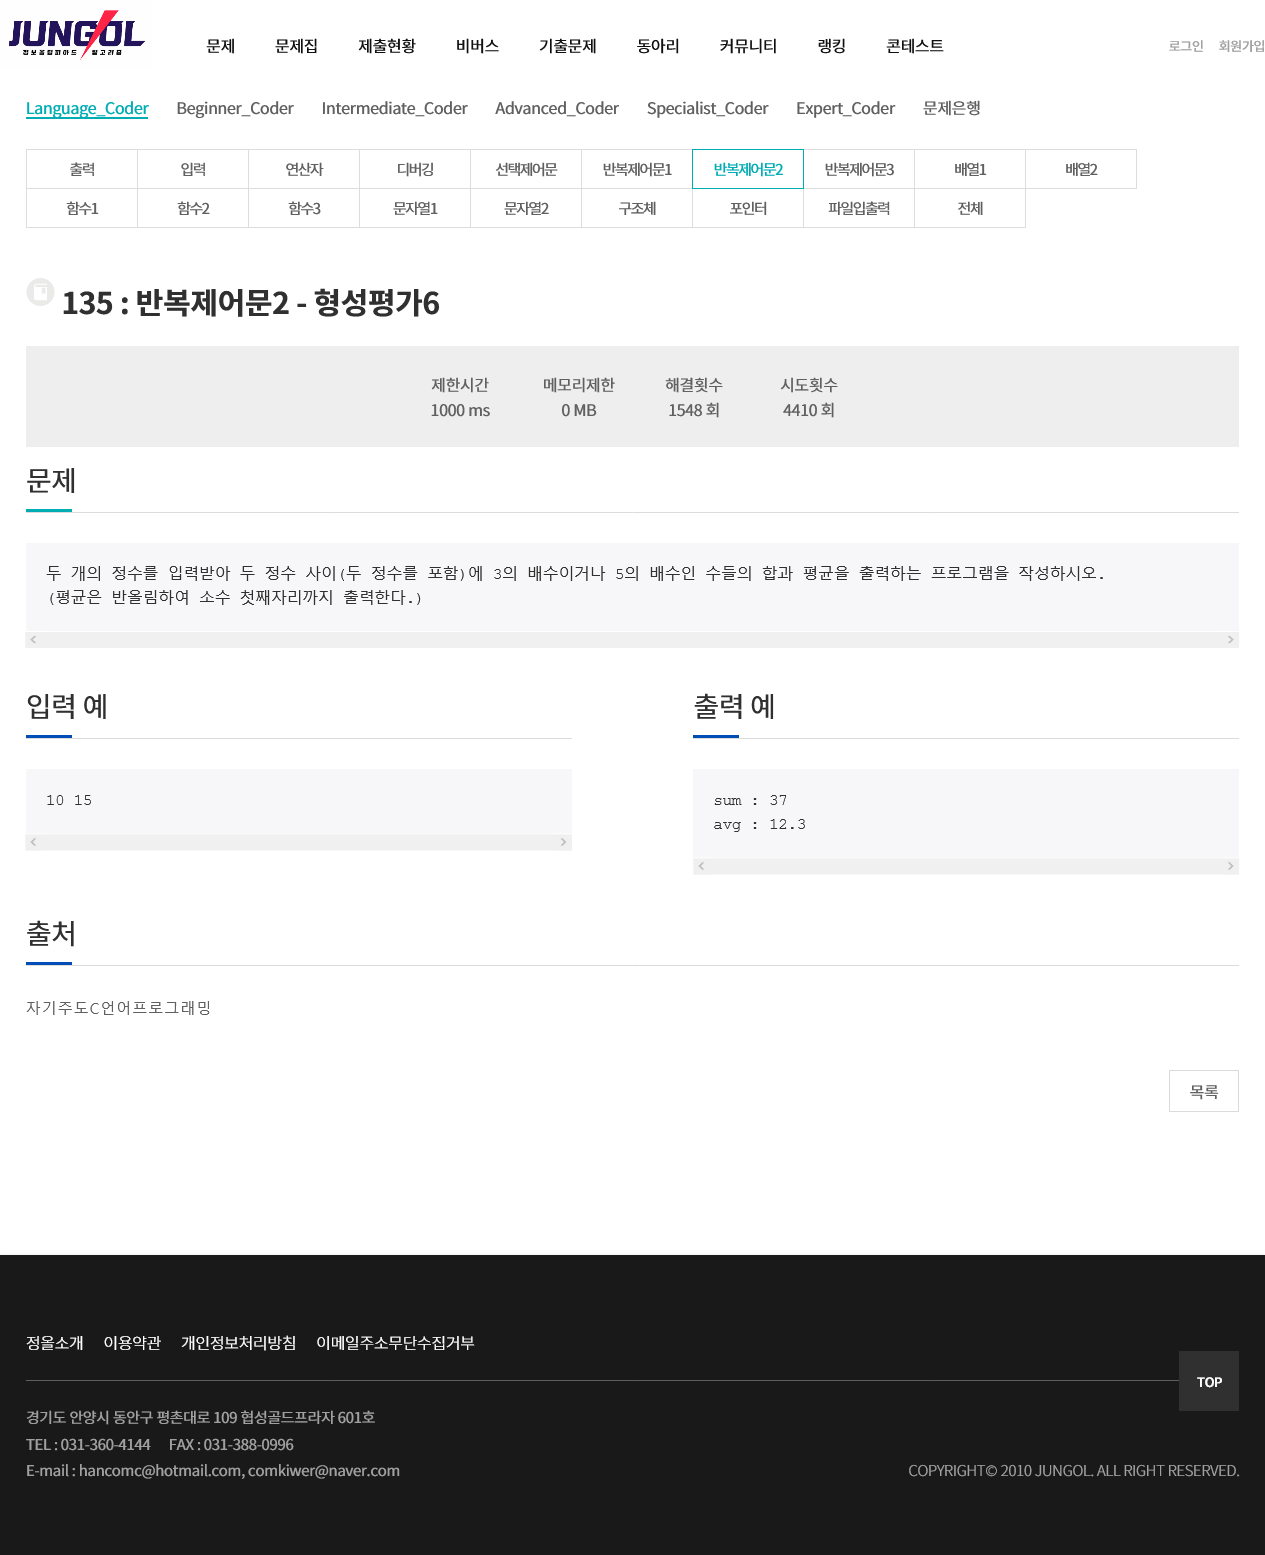 JUNGOL
정보올림피아드 알고리즘
문제 문제집 제출현황 비버스 기출문제 동아리 커뮤니티 랭킹 콘테스트 로그인 회원가입
Language_Coder Beginner_Coder Intermediate_Coder Advanced_Coder Specialist_Coder Expert_Coder 문제은행
출력 입력 연산자 디버깅 선택제어문 반복제어문1 반복제어문2 반복제어문3 배열1 배열2
함수1 함수2 함수3 문자열1 문자열2 구조체 포인터 파일입출력 전체
135 : 반복제어문2 - 형성평가6
제한시간 메모리제한 해결횟수 시도횟수
1000 ms 0 MB 1548 회 4410 회
문제
두 개의 정수를 입력받아 두 정수 사이(두 정수를 포함)에 3의 배수이거나 5의 배수인 수들의 합과 평균을 출력하는 프로그램을 작성하시오.
(평균은 반올림하여 소수 첫째자리까지 출력한다.)
입력 예
10 15
출력 예
sum : 37
avg : 12.3
출처
자기주도C언어프로그래밍
목록
정올소개 이용약관 개인정보처리방침 이메일주소무단수집거부
TOP
경기도 안양시 동안구 평촌대로 109 협성골드프라자 601호
TEL : 031-360-4144 FAX : 031-388-0996
E-mail : hancomc@hotmail.com, comkiwer@naver.com
COPYRIGHT© 2010 JUNGOL. ALL RIGHT RESERVED.